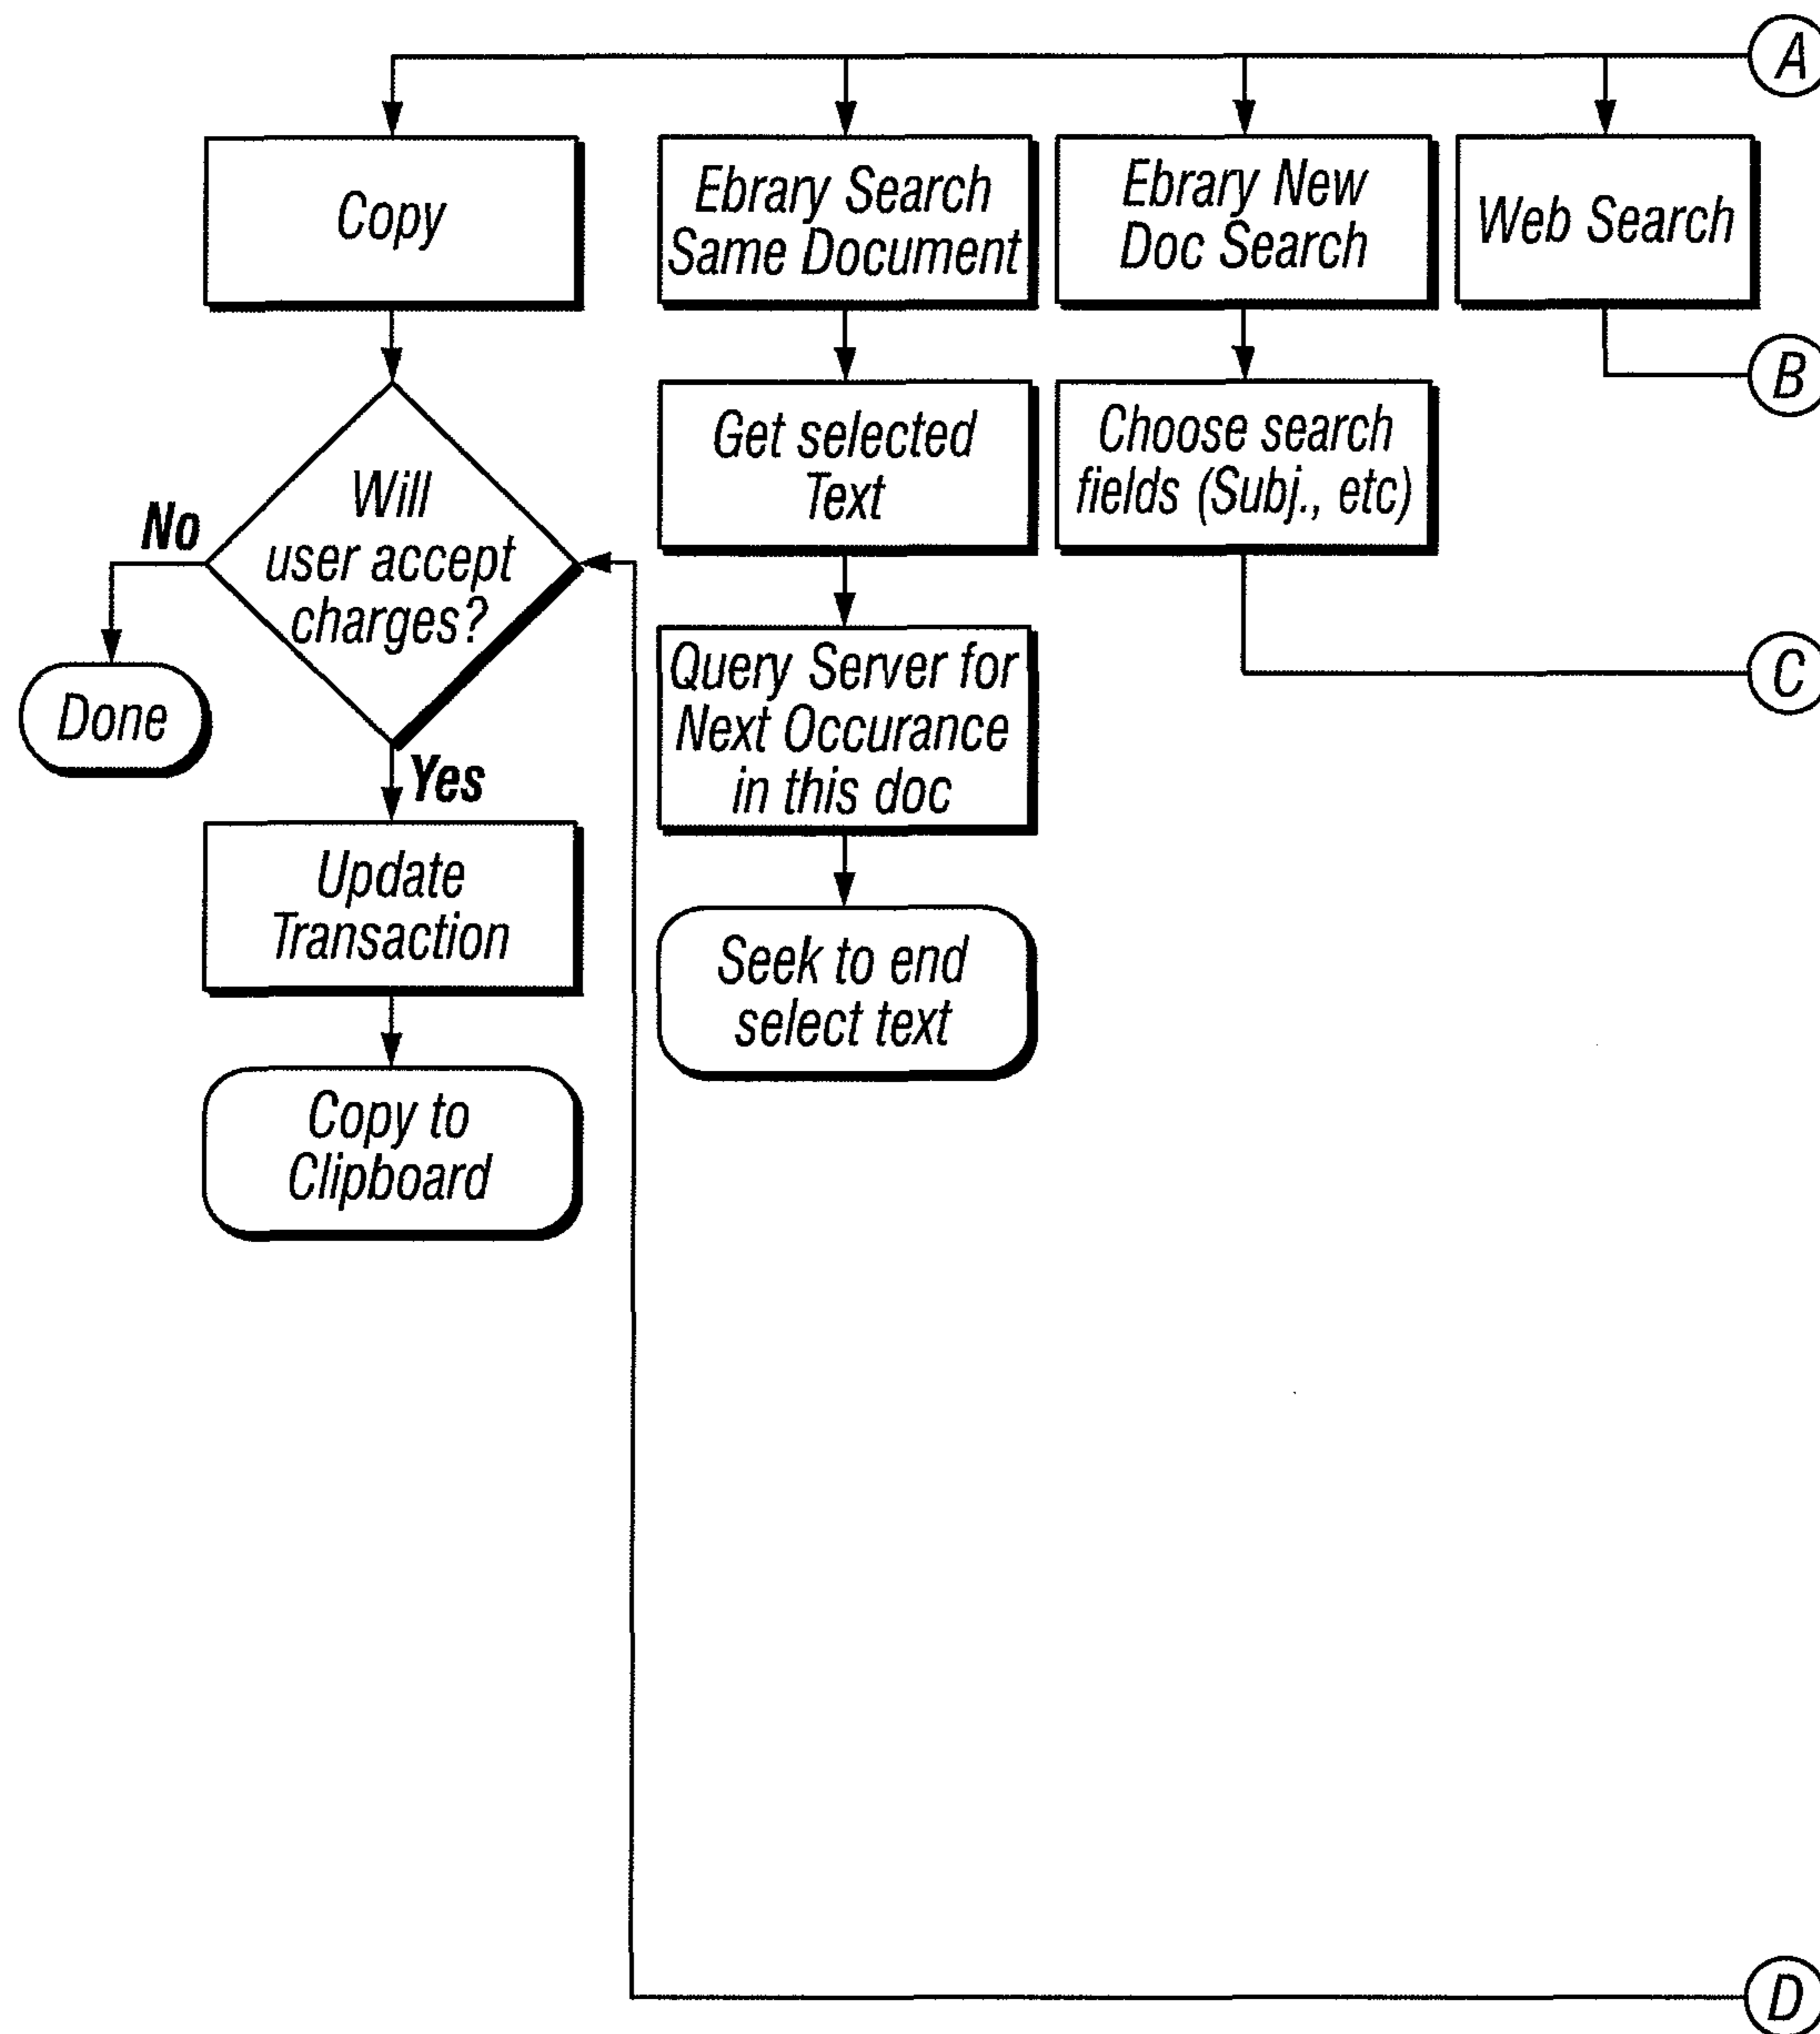 A
Copy
Ebrary Search
Same Document
Ebrary New
Doc Search
Web Search
B
Get selected
Text
Choose search
fields (Subj., etc)
Will
user accept
charges?
No
Done
Yes
Query Server for
Next Occurance
in this doc
C
Update
Transaction
Seek to end
select text
Copy to
Clipboard
D